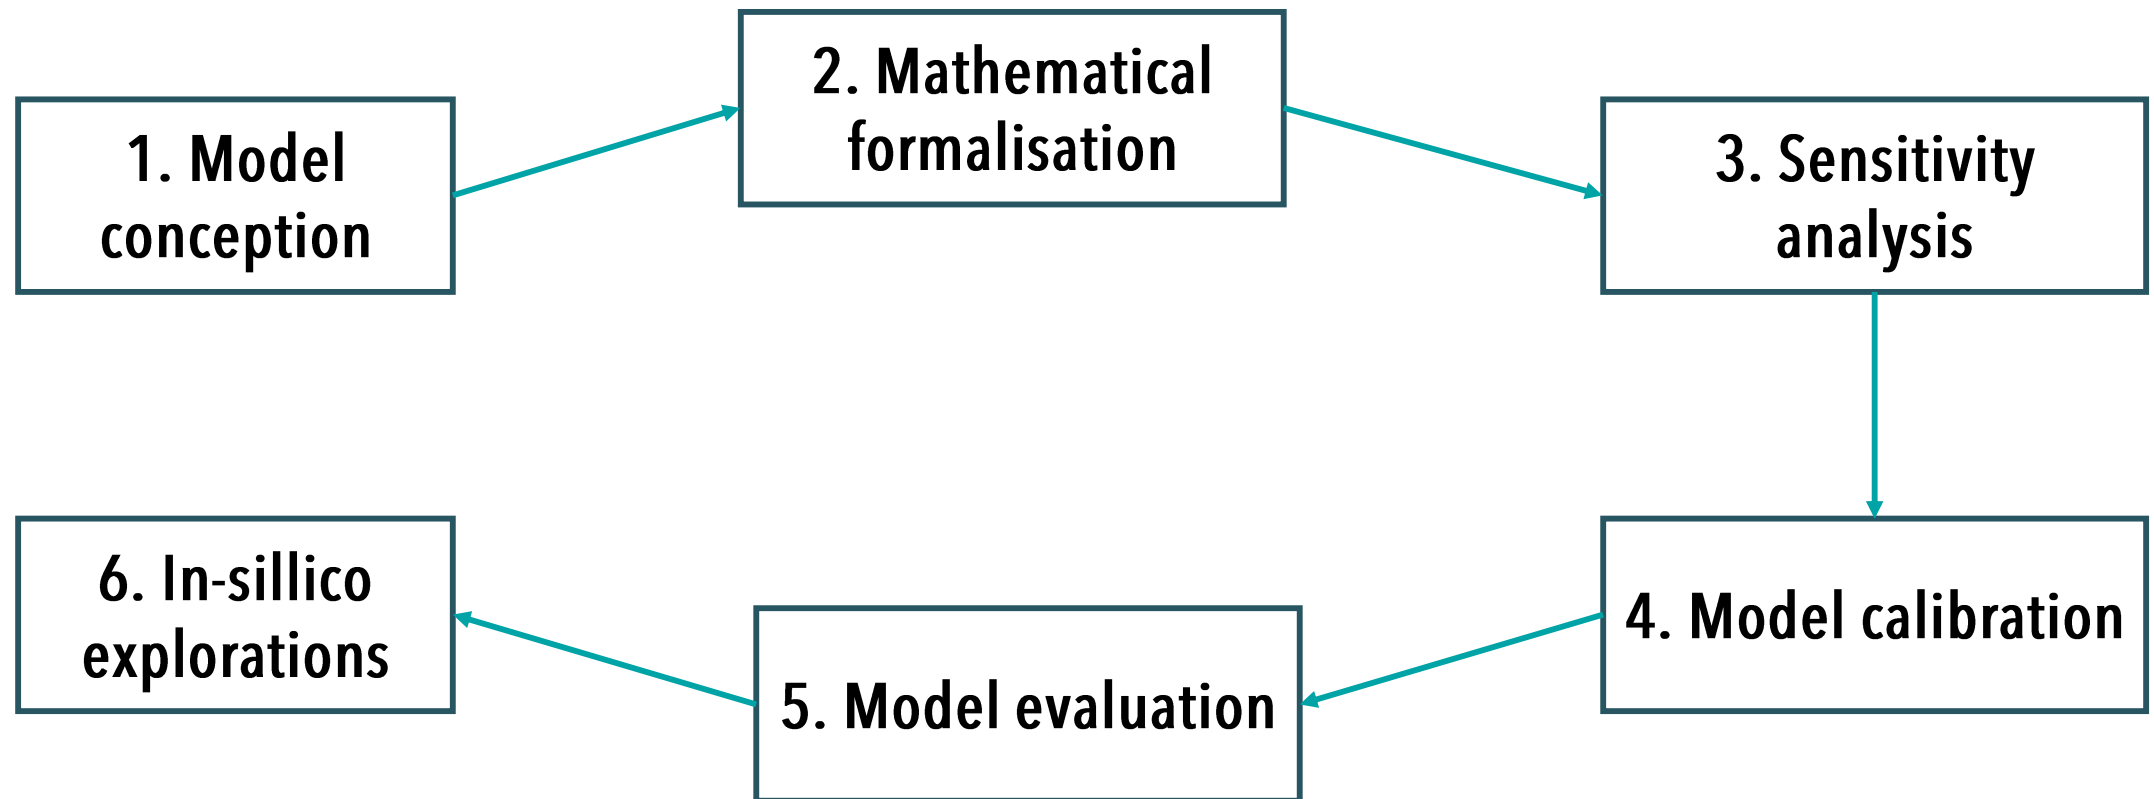 1. Model
conception
2. Mathematical
formalisation
3. Sensitivity
analysis
4. Model calibration
5. Model evaluation
6. In-sillico
explorations